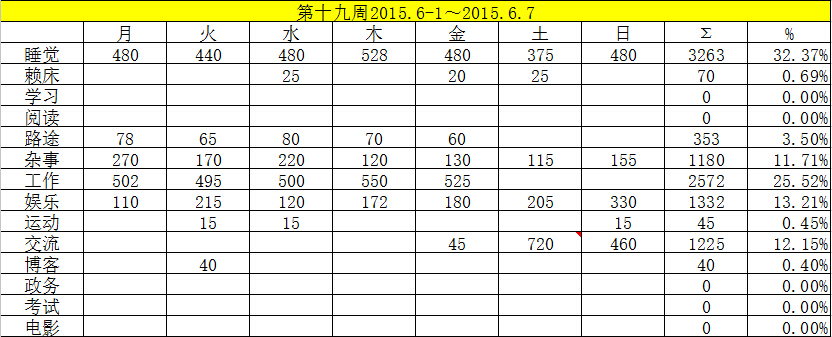 第十九周2015.6-1～2015.6.7
月 火 水 木 金 土 日 Σ %
睡觉 480 440 480 528 480 375 480 3263 32.37%
赖床 25 20 25 70 0.69%
学习 0 0.00%
阅读 0 0.00%
路途 78 65 80 70 60 353 3.50%
杂事 270 170 220 120 130 115 155 1180 11.71%
工作 502 495 500 550 525 2572 25.52%
娱乐 110 215 120 172 180 205 330 1332 13.21%
运动 15 15 15 45 0.45%
交流 45 720 460 1225 12.15%
博客 40 40 0.40%
政务 0 0.00%
考试 0 0.00%
电影 0 0.00%